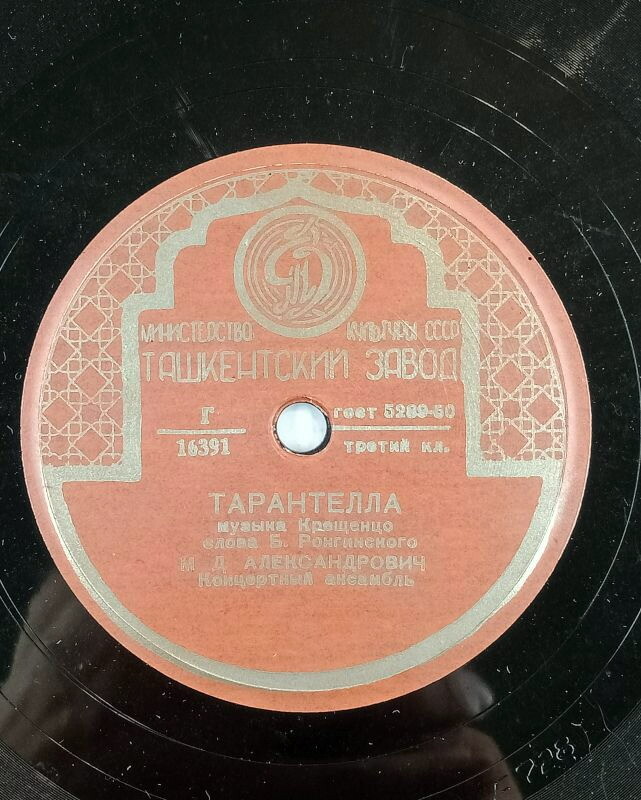 МИНИСТЕРСТВО КУЛЬТУРЫ СССР
ТАШКЕНТСКИЙ ЗАВОД
Г
16391
гост 5289-50
третий кл.
ТАРАНТЕЛЛА
музыка Крещенцо
слова Б. Ронгинского
М. Д. АЛЕКСАНДРОВИЧ
Концертный ансамбль